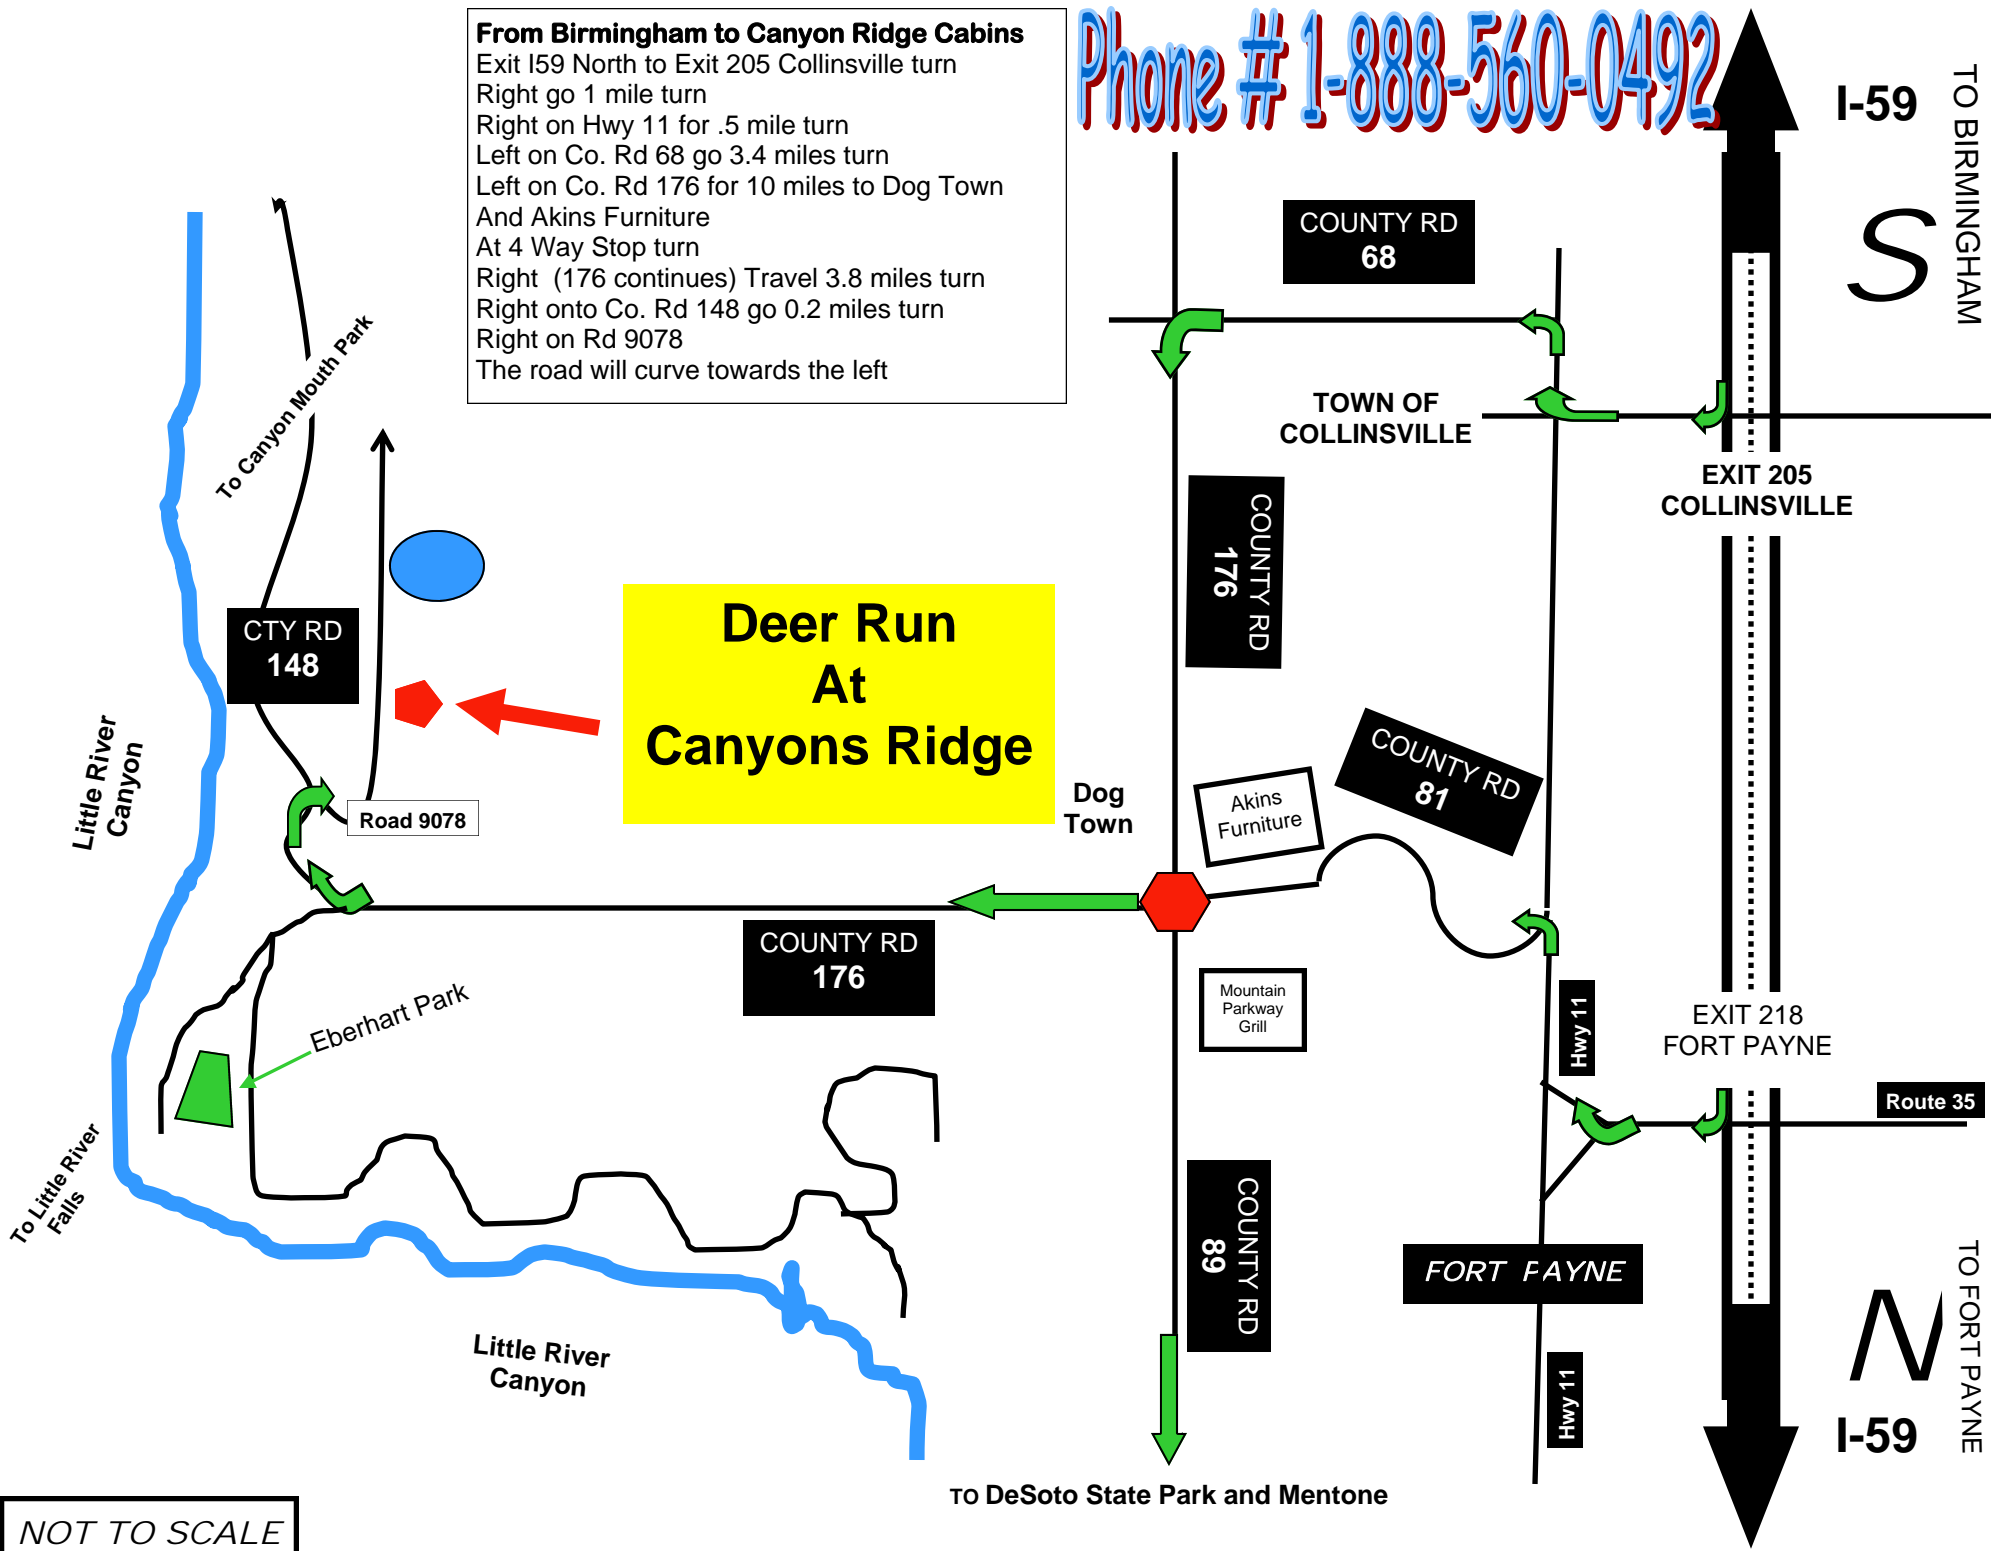 From Birmingham to Canyon Ridge Cabins
Exit I59 North to Exit 205 Collinsville turn
Right go 1 mile turn
Right on Hwy 11 for .5 mile turn
Left on Co. Rd 68 go 3.4 miles turn
Left on Co. Rd 176 for 10 miles to Dog Town
And Akins Furniture
At 4 Way Stop turn
Right (176 continues) Travel 3.8 miles turn
Right onto Co. Rd 148 go 0.2 miles turn
Right on Rd 9078
The road will curve towards the left
Phone # 1-888-560-0492
I-59
TO BIRMINGHAM
S
COUNTY RD
68
To Canyon Mouth Park
TOWN OF
COLLINSVILLE
EXIT 205
COLLINSVILLE
COUNTY RD
176
CTY RD
148
Deer Run
At
Canyons Ridge
Little River
Canyon
Road 9078
Dog
Town
Akins
Furniture
COUNTY RD
81
COUNTY RD
176
Eberhart Park
Mountain
Parkway
Grill
Hwy 11
EXIT 218
FORT PAYNE
Route 35
To Little River
Falls
COUNTY RD
89
FORT PAYNE
TO FORT PAYNE
N
I-59
Little River
Canyon
Hwy 11
TO DeSoto State Park and Mentone
NOT TO SCALE